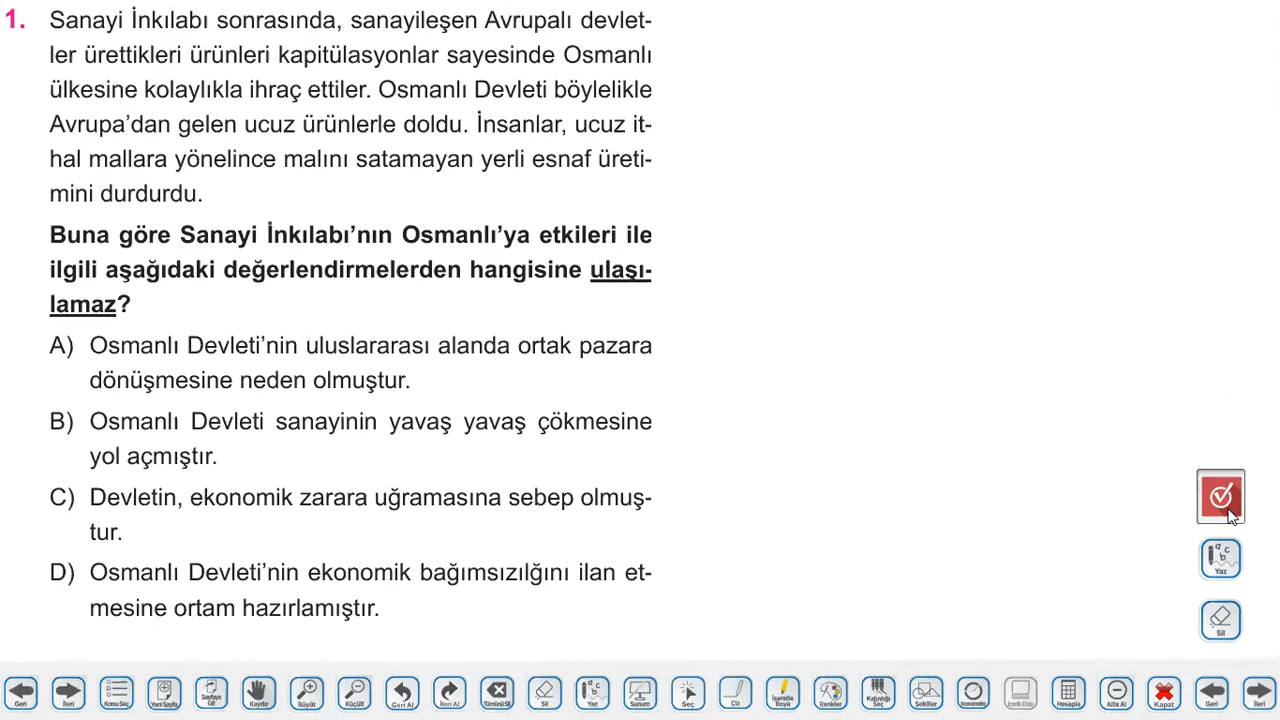 1. Sanayi İnkılabı sonrasında, sanayileşen Avrupalı devlet-
ler ürettikleri ürünleri kapitülasyonlar sayesinde Osmanlı
ülkesine kolaylıkla ihraç ettiler. Osmanlı Devleti böylelikle
Avrupa’dan gelen ucuz ürünlerle doldu. İnsanlar, ucuz it-
hal mallara yönelince malını satamayan yerli esnaf üreti-
mini durdurdu.
Buna göre Sanayi İnkılabı’nın Osmanlı’ya etkileri ile
ilgili aşağıdaki değerlendirmelerden hangisine ulaşı-
lamaz?
A) Osmanlı Devleti’nin uluslararası alanda ortak pazara
dönüşmesine neden olmuştur.
B) Osmanlı Devleti sanayinin yavaş yavaş çökmesine
yol açmıştır.
C) Devletin, ekonomik zarara uğramasına sebep olmuş-
tur.
D) Osmanlı Devleti’nin ekonomik bağımsızılğını ilan et-
mesine ortam hazırlamıştır.
a b c
Yaz
Sil
Geri İleri Konu Seç Yeni Sayfa Sayfaya Git Kaydır Büyüt Küçült Geri Al İleri Al Tümünü Sil Sil Yaz Sunum Seç Çiz İşaretle Boya Renkler Kalınlığı Seç Şekiller Kronometre İçerik Ekle Hesapla Alta Al Kapat Geri İleri